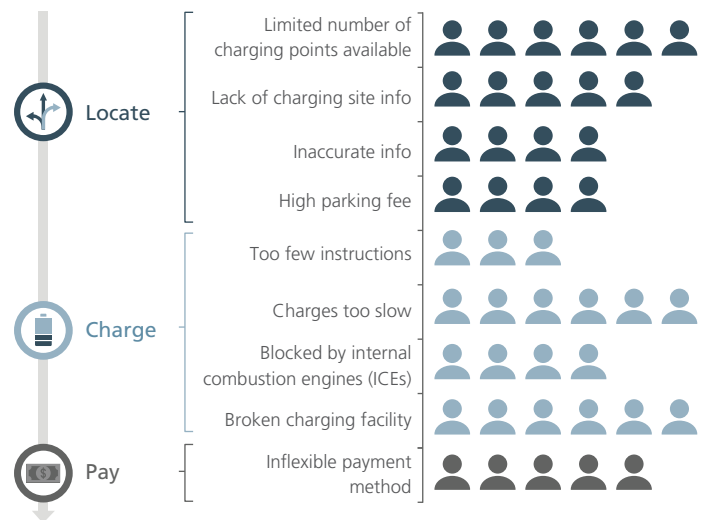 Locate
Limited number of
charging points available
Lack of charging site info
Inaccurate info
High parking fee
Charge
Too few instructions
Charges too slow
Blocked by internal
combustion engines (ICEs)
Broken charging facility
Pay
$
Inflexible payment
method